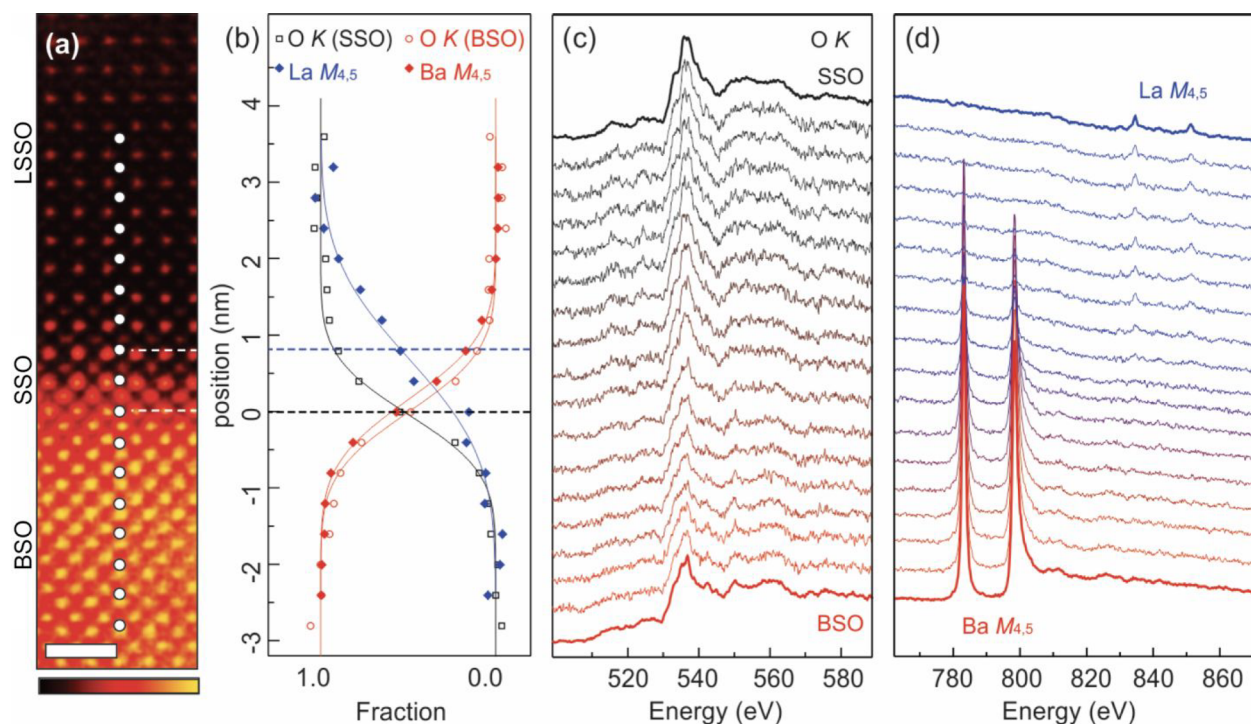 (a)
LSSO
SSO
BSO
(b)
O K (SSO)
O K (BSO)
La M4,5
Ba M4,5
position (nm)
4
3
2
1
0
-1
-2
-3
1.0
0.0
Fraction
(c)
O K
SSO
BSO
520
540
560
580
Energy (eV)
(d)
La M4,5
Ba M4,5
780
800
820
840
860
Energy (eV)